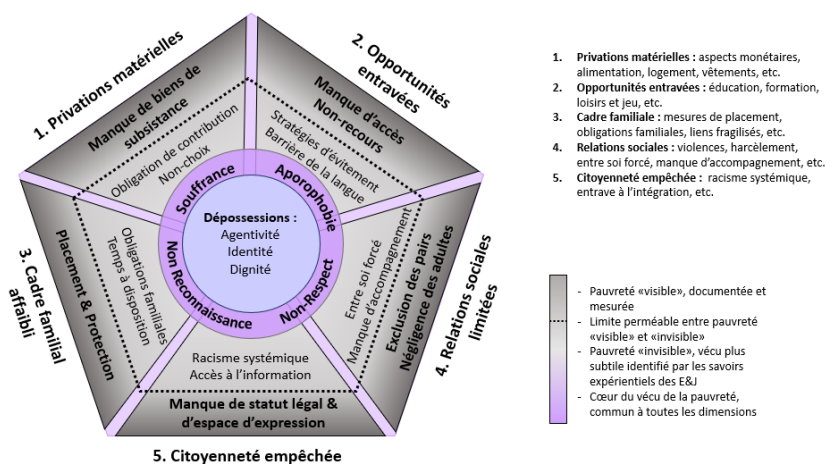 1. Privations matérielles
Manque de biens de
subsistance
Obligation de contribution
Non-choix
2. Opportunités
entravées
Manque d'accès
Non-recours
Stratégies d'évitement
Barrière de la langue
3. Cadre familial
affaibli
Placement & Protection
Obligations familiales
Temps à disposition
4. Relations sociales
limitées
Exclusion des pairs
Négligence des adultes
Entre soi forcé
Manque d'accompagnement
5. Citoyenneté empêchée
Manque de statut légal &
d'espace d'expression
Racisme systémique
Accès à l'information
Souffrance
Aporophobie
Non Reconnaissance
Non-Respect
Dépossessions :
Agentivité
Identité
Dignité
1. Privations matérielles : aspects monétaires,
alimentation, logement, vêtements, etc.
2. Opportunités entravées : éducation, formation,
loisirs et jeu, etc.
3. Cadre familiale : mesures de placement,
obligations familiales, liens fragilisés, etc.
4. Relations sociales : violences, harcèlement,
entre soi forcé, manque d'accompagnement, etc.
5. Citoyenneté empêchée : racisme systémique,
entrave à l'intégration, etc.
- Pauvreté «visible», documentée et
mesurée
- Limite perméable entre pauvreté
«visible» et «invisible»
- Pauvreté «invisible», vécu plus
subtile identifié par les savoirs
expérientiels des E&J
- Cœur du vécu de la pauvreté,
commun à toutes les dimensions